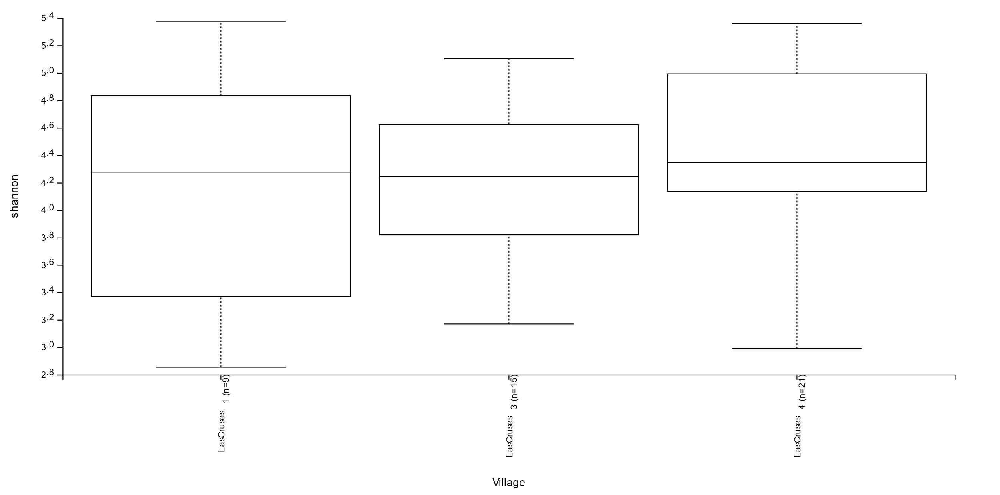 shannon
5.4
5.2
5.0
4.8
4.6
4.4
4.2
4.0
3.8
3.6
3.4
3.2
3.0
2.8
LasCruses 1 (n=9)
LasCruses 3 (n=15)
LasCruses 4 (n=21)
Village